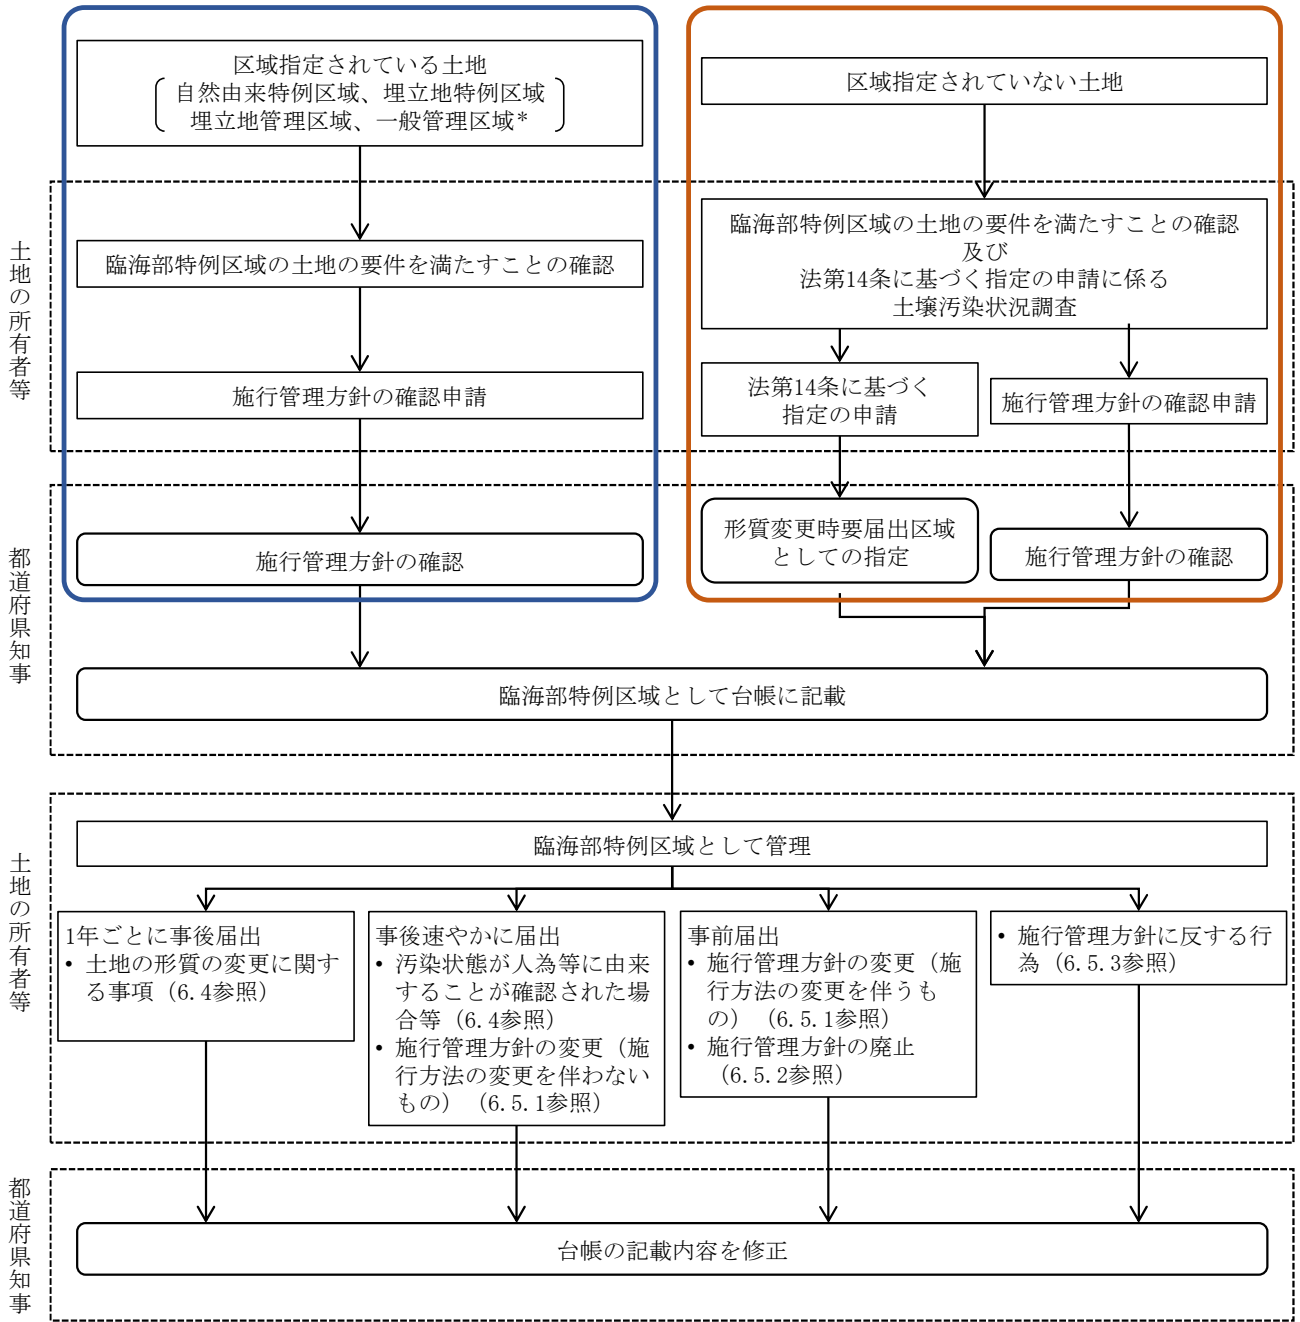 区域指定されている土地
自然由来特例区域、埋立地特例区域
埋立地管理区域、一般管理区域*
区域指定されていない土地
土地の所有者等
臨海部特例区域の土地の要件を満たすことの確認
施行管理方針の確認申請
臨海部特例区域の土地の要件を満たすことの確認
及び
法第14条に基づく指定の申請に係る
土壌汚染状況調査
法第14条に基づく
指定の申請
施行管理方針の確認申請
都道府県知事
施行管理方針の確認
形質変更時要届出区域
としての指定
施行管理方針の確認
臨海部特例区域として台帳に記載
土地の所有者等
臨海部特例区域として管理
1年ごとに事後届出
• 土地の形質の変更に関す
る事項（6.4参照）
事後速やかに届出
• 汚染状態が人為等に由来
することが確認された場
合等（6.4参照）
• 施行管理方針の変更（施
行方法の変更を伴わない
もの）（6.5.1参照）
事前届出
• 施行管理方針の変更（施
行方法の変更を伴うも
の）（6.5.1参照）
• 施行管理方針の廃止
（6.5.2参照）
• 施行管理方針に反する行
為（6.5.3参照）
都道府県知事
台帳の記載内容を修正